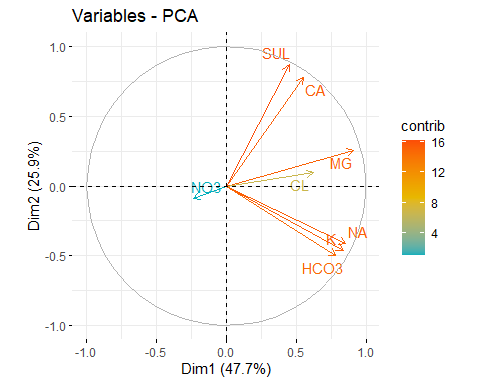 Variables - PCA
1.0
0.5
0.0
-0.5
-1.0
Dim2 (25.9%)
SUL
CA
MG
CL
NO3
K
NA
HCO3
-1.0 -0.5 0.0 0.5 1.0
Dim1 (47.7%)
contrib
16
12
8
4